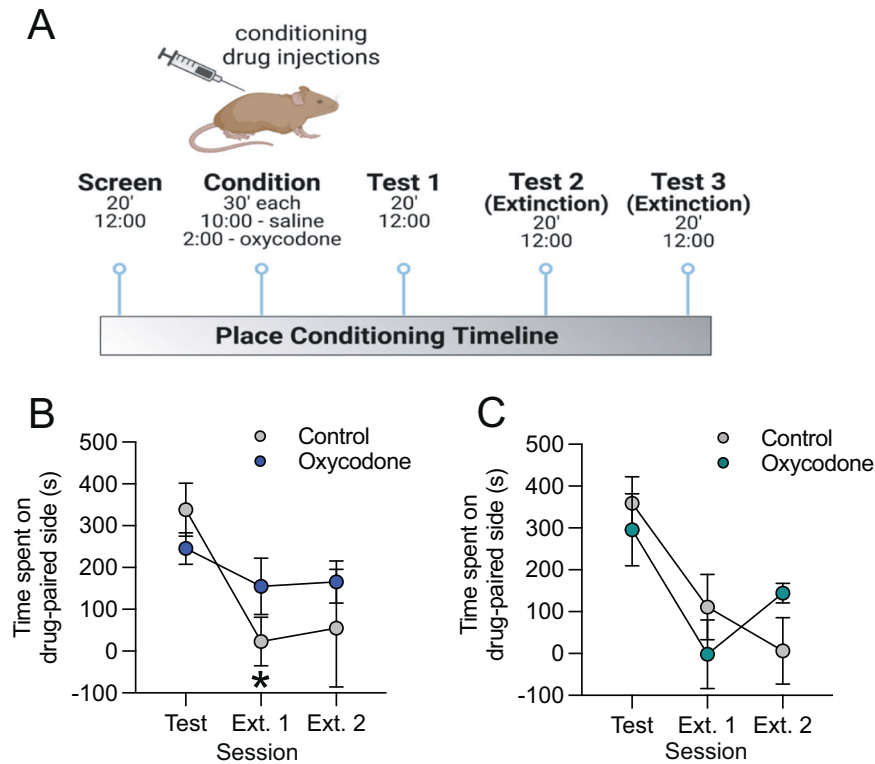 A
conditioning
drug injections
Screen
20'
12:00
Condition
30' each
10:00 - saline
2:00 - oxycodone
Test 1
20'
12:00
Test 2
(Extinction)
20'
12:00
Test 3
(Extinction)
20'
12:00
Place Conditioning Timeline
B
Control
Oxycodone
Time spent on
drug-paired side (s)
500
400
300
200
100
0
-100
*
Test
Ext. 1
Ext. 2
Session
C
Control
Oxycodone
Time spent on
drug-paired side (s)
500
400
300
200
100
0
-100
Test
Ext. 1
Ext. 2
Session